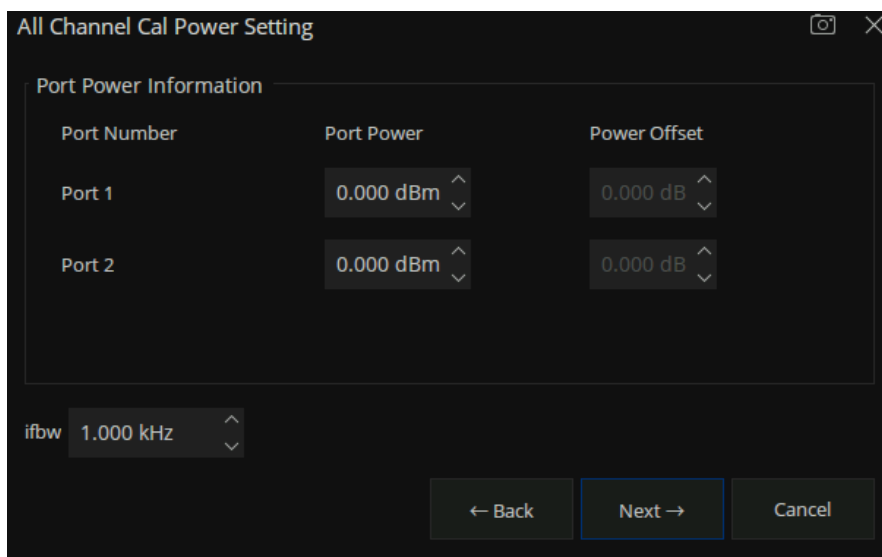 All Channel Cal Power Setting
Port Power Information
Port Number Port Power Power Offset
Port 1 0.000 dBm 0.000 dB
Port 2 0.000 dBm 0.000 dB
ifbw 1.000 kHz
← Back Next → Cancel